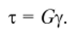 τ = Gγ.